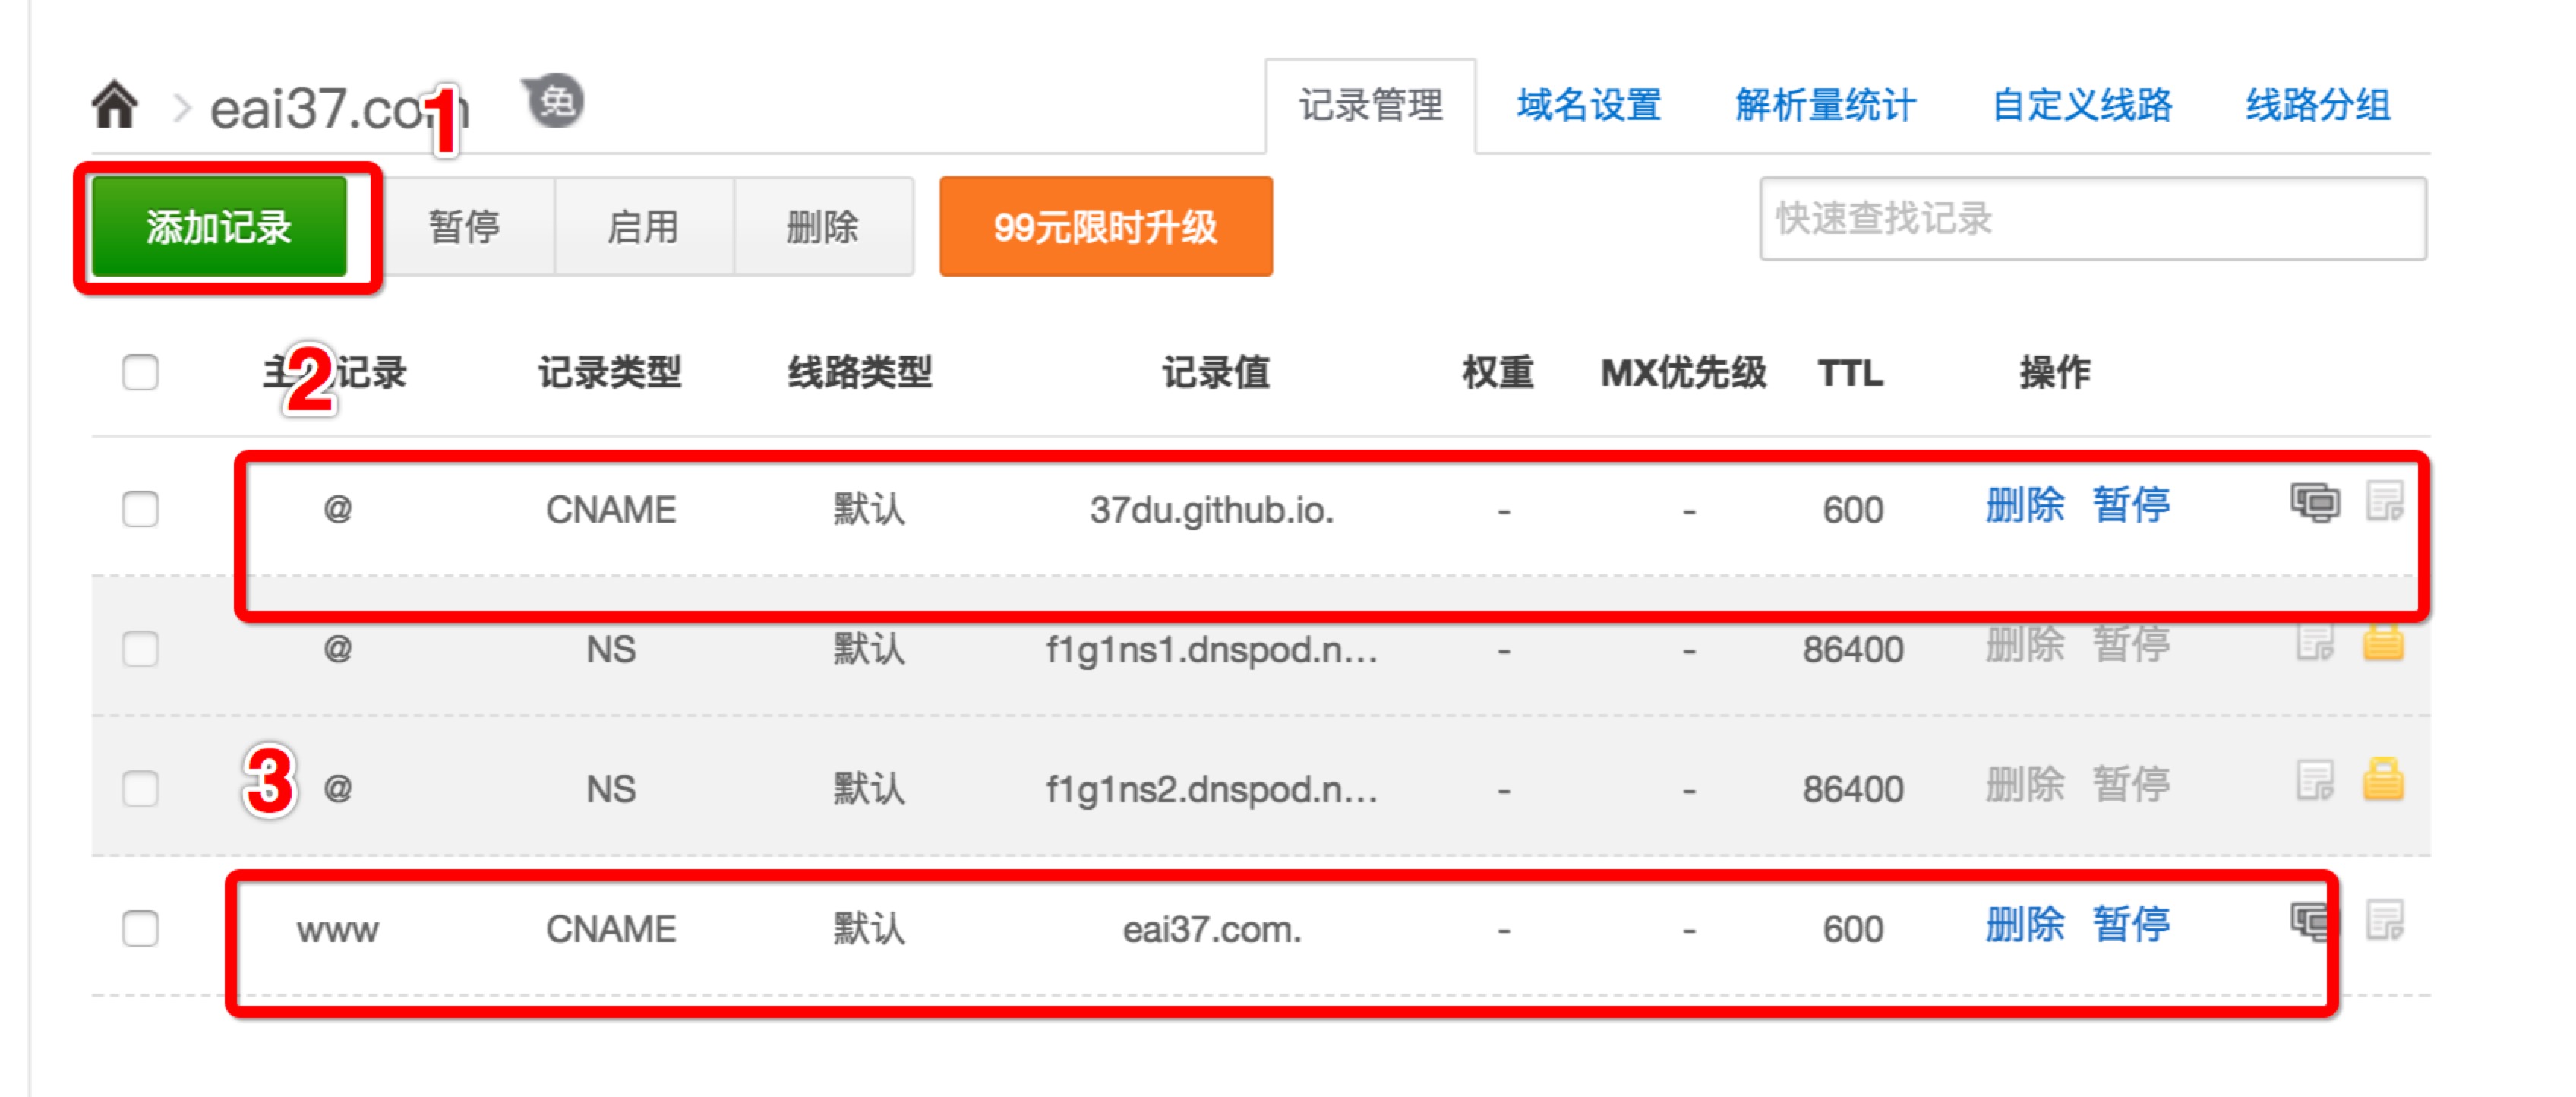 eai37.com 免
1
记录管理 域名设置 解析量统计 自定义线路 线路分组
添加记录 暂停 启用 删除 99元限时升级 快速查找记录
2
记录 记录类型 线路类型 记录值 权重 MX优先级 TTL 操作
@ CNAME 默认 37du.github.io. - - 600 删除 暂停
@ NS 默认 f1g1ns1.dnspod.n... - - 86400 删除 暂停
3
@ NS 默认 f1g1ns2.dnspod.n... - - 86400 删除 暂停
www CNAME 默认 eai37.com. - - 600 删除 暂停